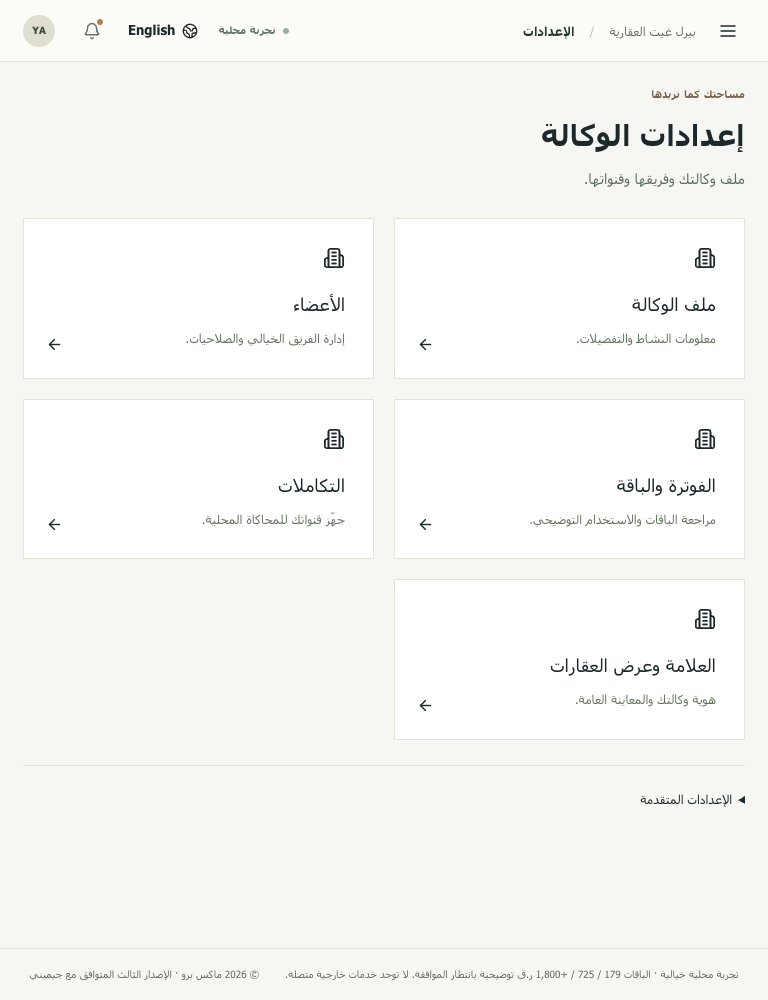 بيرل غيت العقارية / الإعدادات
تجربة محلية
English
YA
مساحتك كما تريدها
إعدادات الوكالة
ملف وكالتك وفريقها وقنواتها.
ملف الوكالة
معلومات النشاط والتفضيلات.
الأعضاء
إدارة الفريق الخيالي والصلاحيات.
الفوترة والباقة
مراجعة الباقات والاستخدام التوضيحي.
التكاملات
جهّز قنواتك للمحاكاة المحلية.
العلامة وعرض العقارات
هوية وكالتك والمعاينة العامة.
الإعدادات المتقدمة
تجربة محلية خيالية · الباقات 179 / 725 / 1,800+ ر.ق توضيحية بانتظار الموافقة. لا توجد خدمات خارجية متصلة.
© 2026 ماكس برو · الإصدار الثالث المتوافق مع جيميني